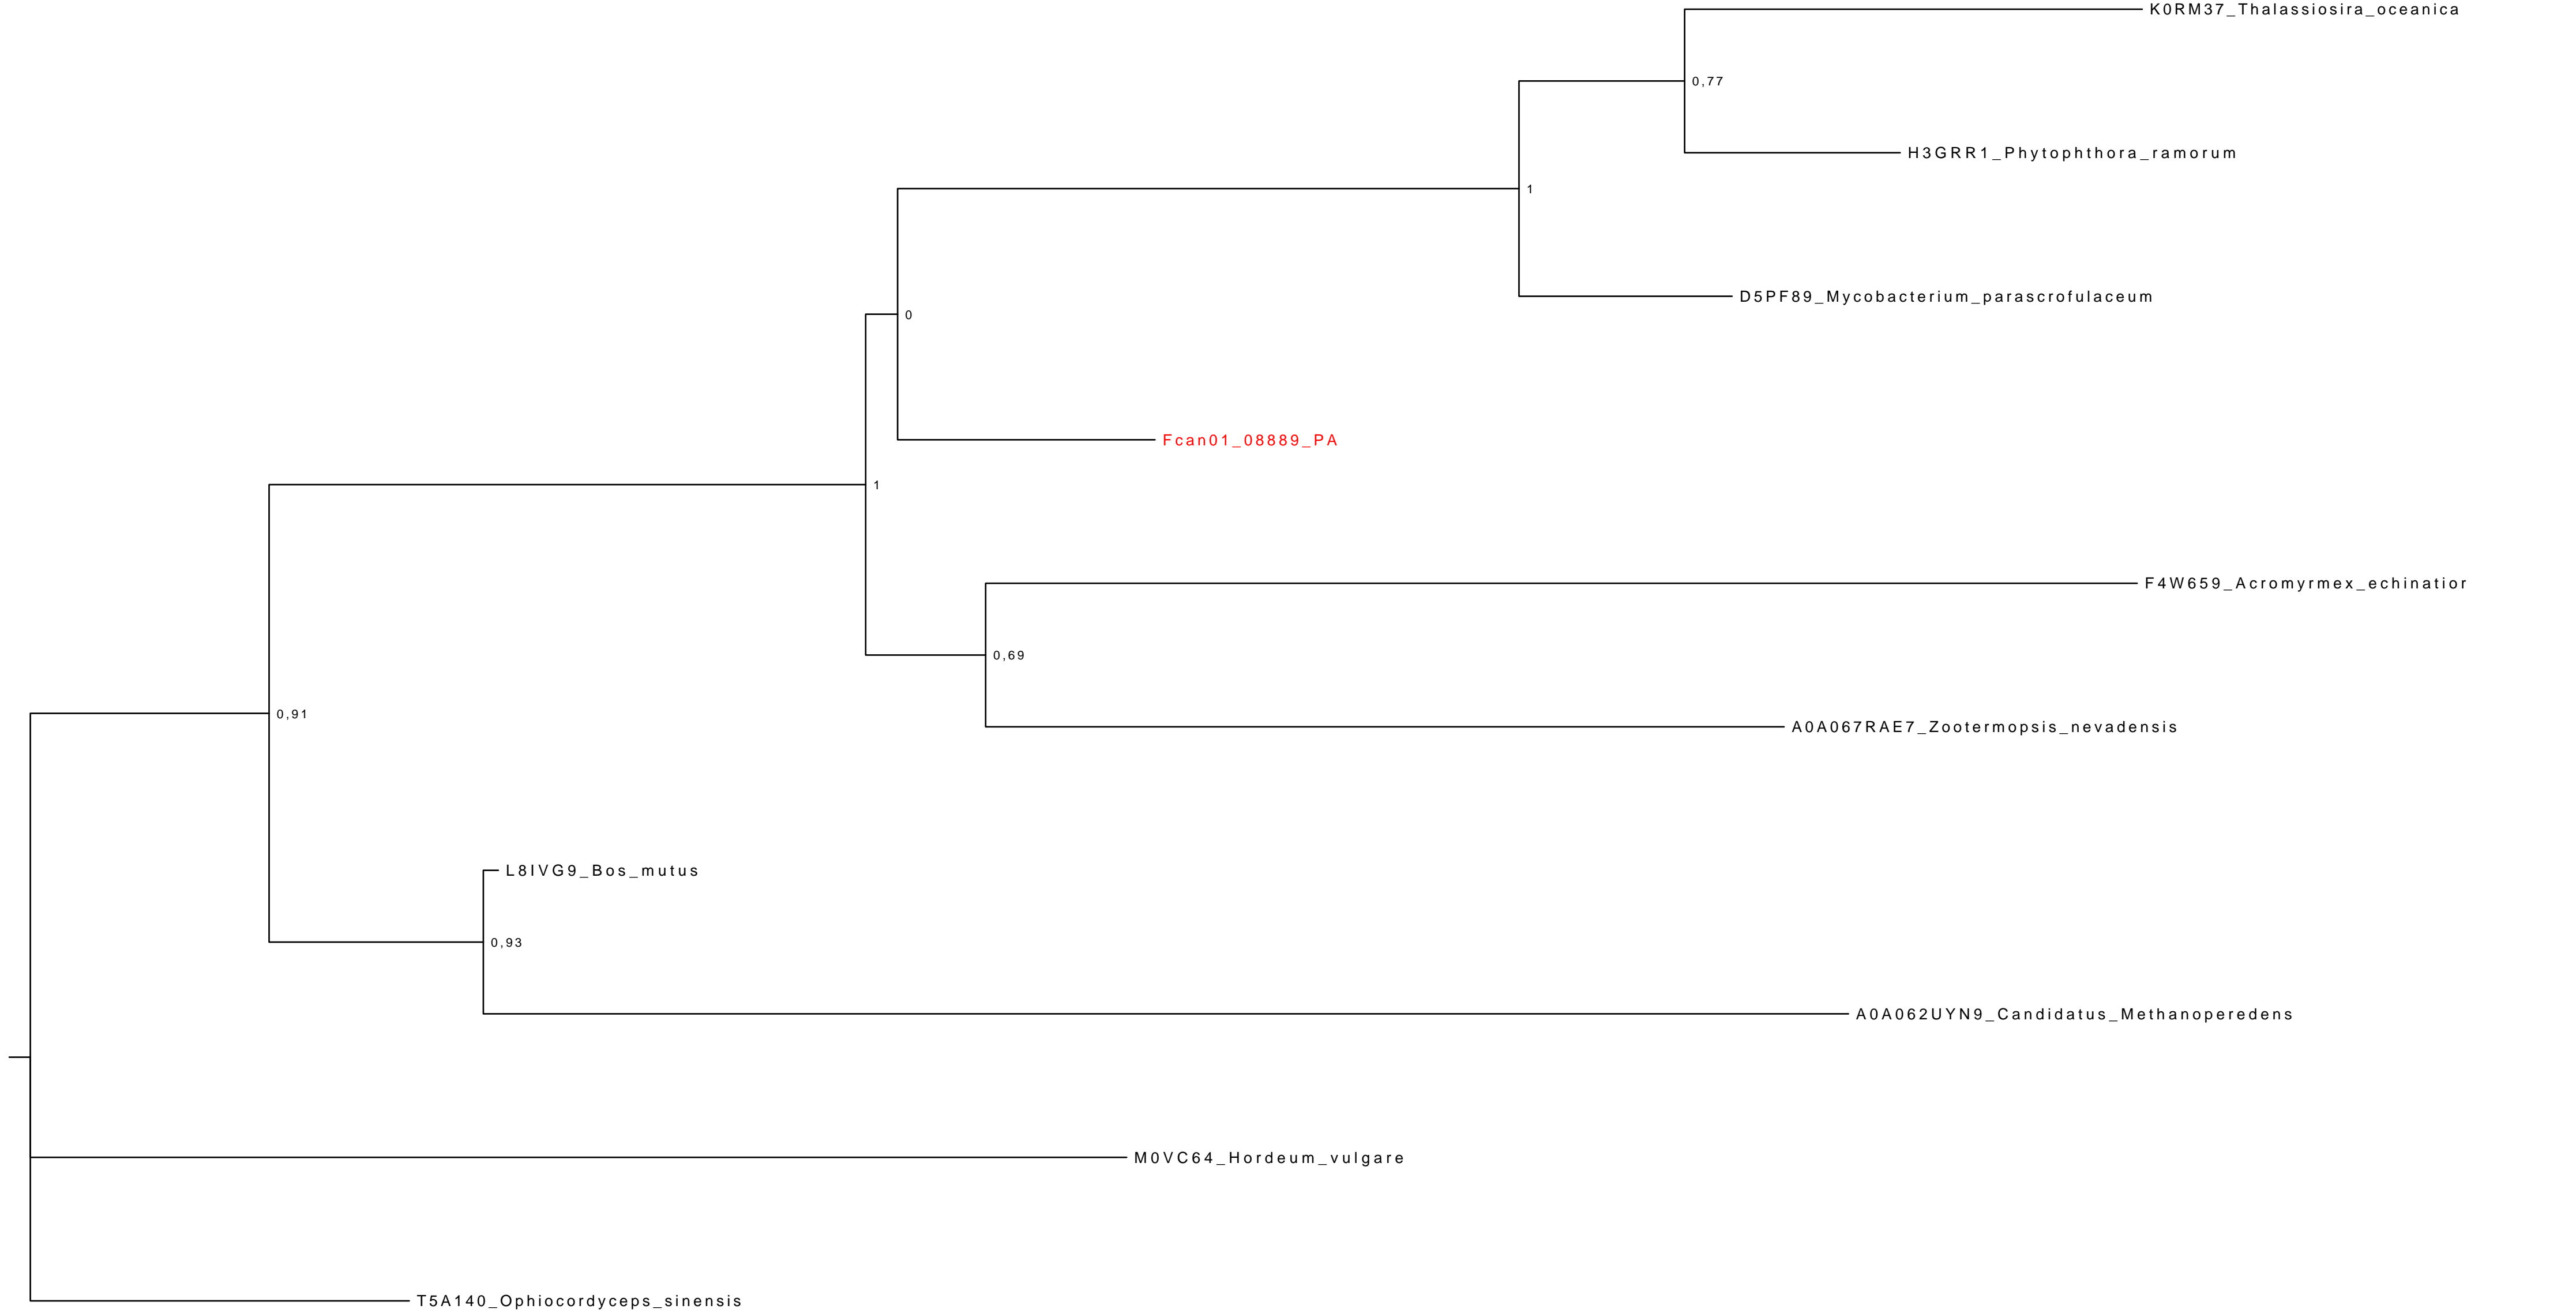 K0RM37_Thalassiosira_oceanica
0,77
H3GRR1_Phytophthora_ramorum
1
D5PF89_Mycobacterium_parascrofulaceum
0
Fcan01_08889_PA
1
F4W659_Acromyrmex_echinatior
0,69
A0A067RAE7_Zootermopsis_nevadensis
0,91
L8IVG9_Bos_mutus
0,93
A0A062UYN9_Candidatus_Methanoperedens
M0VC64_Hordeum_vulgare
T5A140_Ophiocordyceps_sinensis